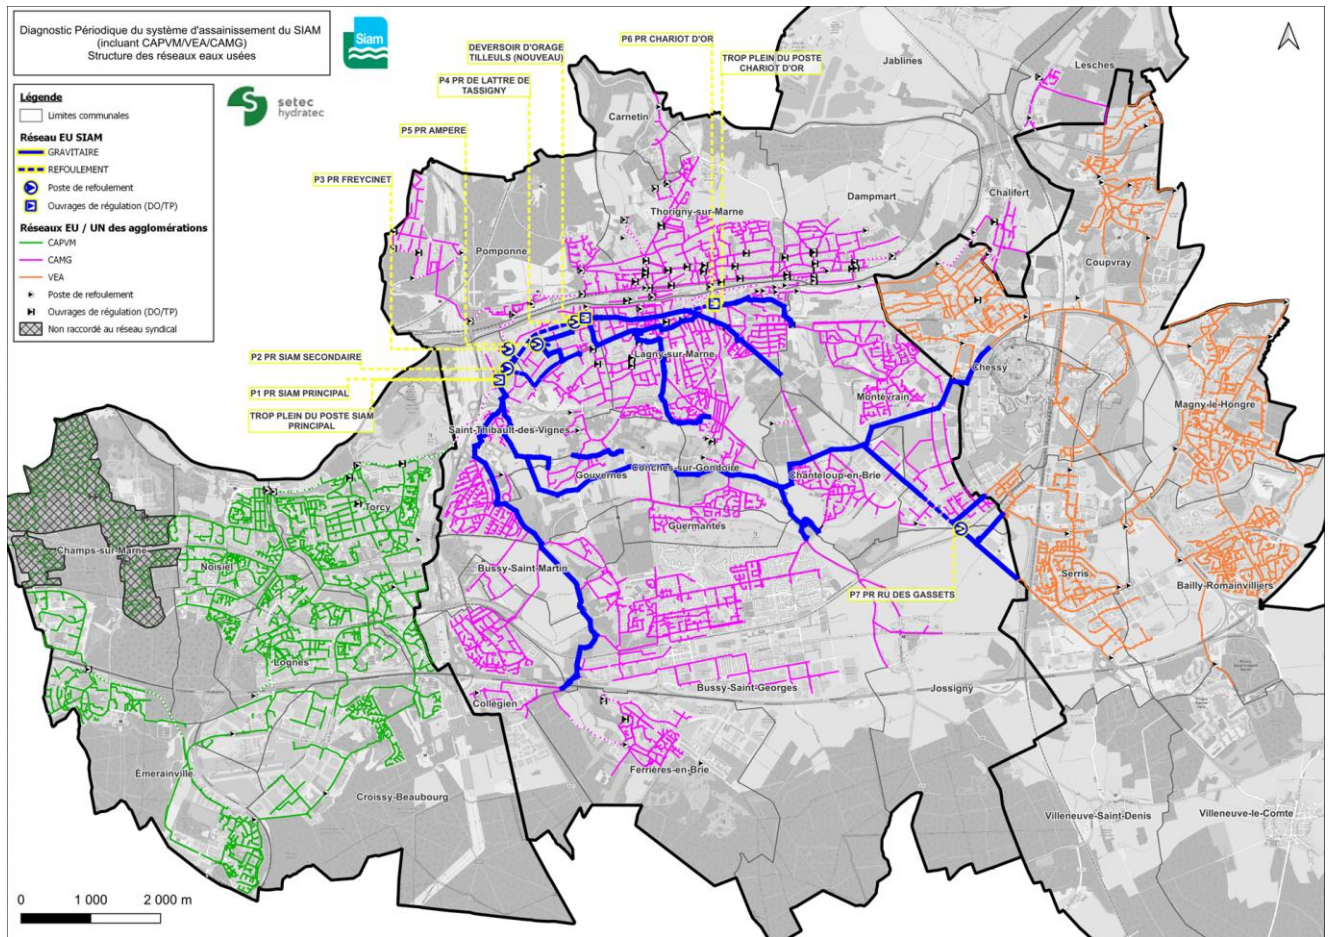 Diagnostic Périodique du système d'assainissement du SIAM
(incluant CAPVM/VEA/CAMG)
Structure des réseaux eaux usées
Siam
setec
hydratec
Légende
Limites communales
Réseau EU SIAM
GRAVITAIRE
REFOULEMENT
Poste de refoulement
Ouvrages de régulation (DO/TP)
Réseaux EU / UN des agglomérations
CAPVM
CAMG
VEA
Poste de refoulement
Ouvrages de régulation (DO/TP)
Non raccordé au réseau syndical
P6 PR CHARIOT D'OR
DEVERSOIR D'ORAGE
TILLEULS (NOUVEAU)
TROP PLEIN DU POSTE
CHARIOT D'OR
P4 PR DE LATTRE DE
TASSIGNY
P5 PR AMPERE
P3 PR FREYCINET
P2 PR SIAM SECONDAIRE
P1 PR SIAM PRINCIPAL
TROP PLEIN DU POSTE SIAM
PRINCIPAL
P7 PR RU DES GASSETS
Jablines
Lesches
Carnetin
Dampmart
Chalifert
Thorigny-sur-Marne
Pomponne
Coupvray
Lagny-sur-Marne
Chessy
Montévrain
Magny-le-Hongre
Saint-Thibault-des-Vignes
Gouvernes
Conches-sur-Gondoire
Chanteloup-en-Brie
Torcy
Guermantes
Champs-sur-Marne
Noisiel
Bussy-Saint-Martin
Serris
Bailly-Romainvilliers
Lognes
Bussy-Saint-Georges
Jossigny
Collégien
Ferrières-en-Brie
Émerainville
Croissy-Beaubourg
Villeneuve-Saint-Denis
Villeneuve-le-Comte
0 1 000 2 000 m